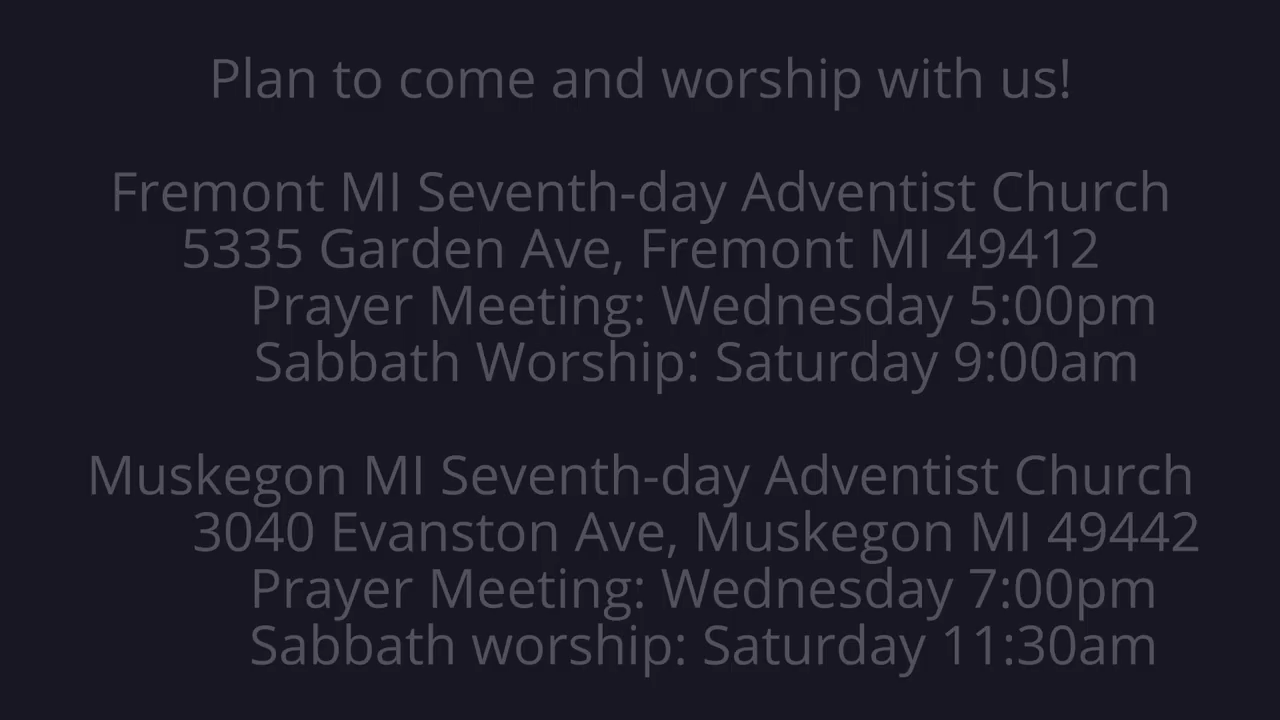 Plan to come and worship with us!
Fremont MI Seventh-day Adventist Church
5335 Garden Ave, Fremont MI 49412
Prayer Meeting: Wednesday 5:00pm
Sabbath Worship: Saturday 9:00am
Muskegon MI Seventh-day Adventist Church
3040 Evanston Ave, Muskegon MI 49442
Prayer Meeting: Wednesday 7:00pm
Sabbath worship: Saturday 11:30am